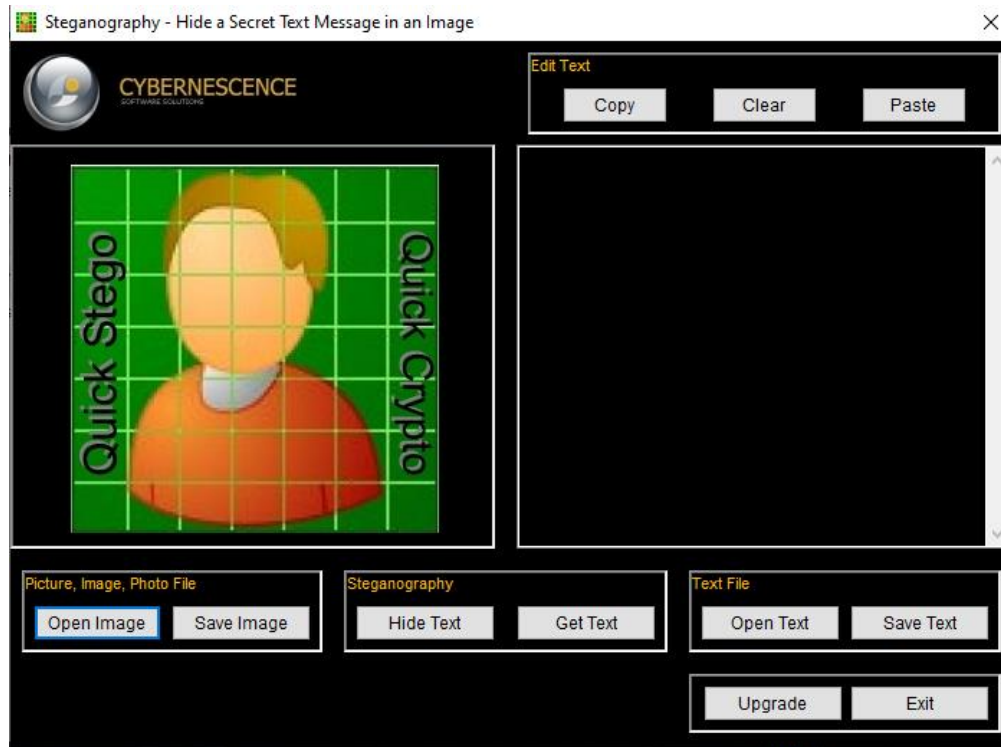 Steganography - Hide a Secret Text Message in an Image
CYBERNESCENCE
SOFTWARE SOLUTIONS
Edit Text
Copy Clear Paste
Quick Stego
Quick Crypto
Picture, Image, Photo File
Open Image Save Image
Steganography
Hide Text Get Text
Text File
Open Text Save Text
Upgrade Exit